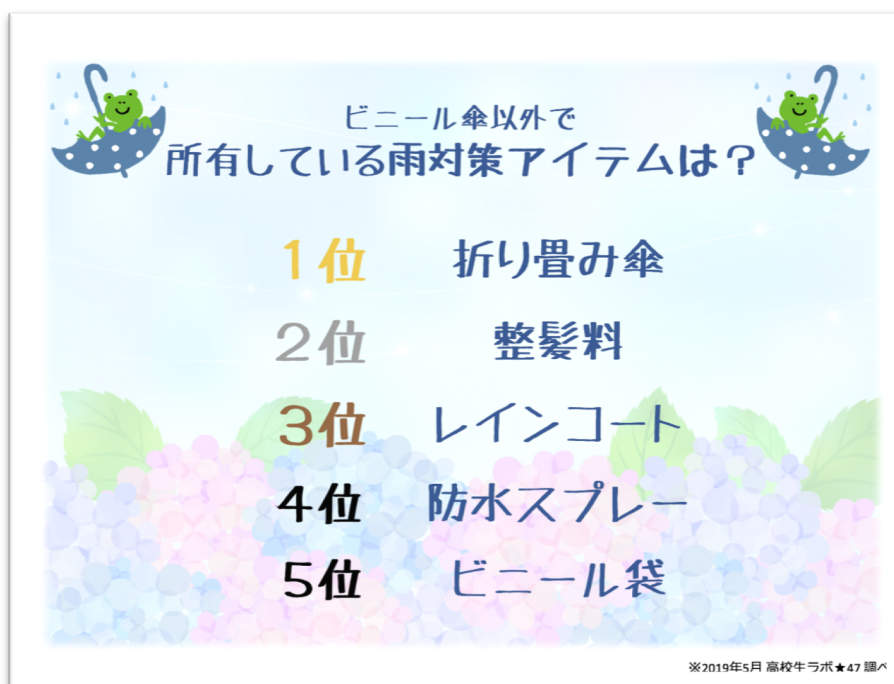 ビニール傘以外で
所有している雨対策アイテムは？
1位 折り畳み傘
2位 整髪料
3位 レインコート
4位 防水スプレー
5位 ビニール袋
※2019年5月 高校生ラボ★47 調べ